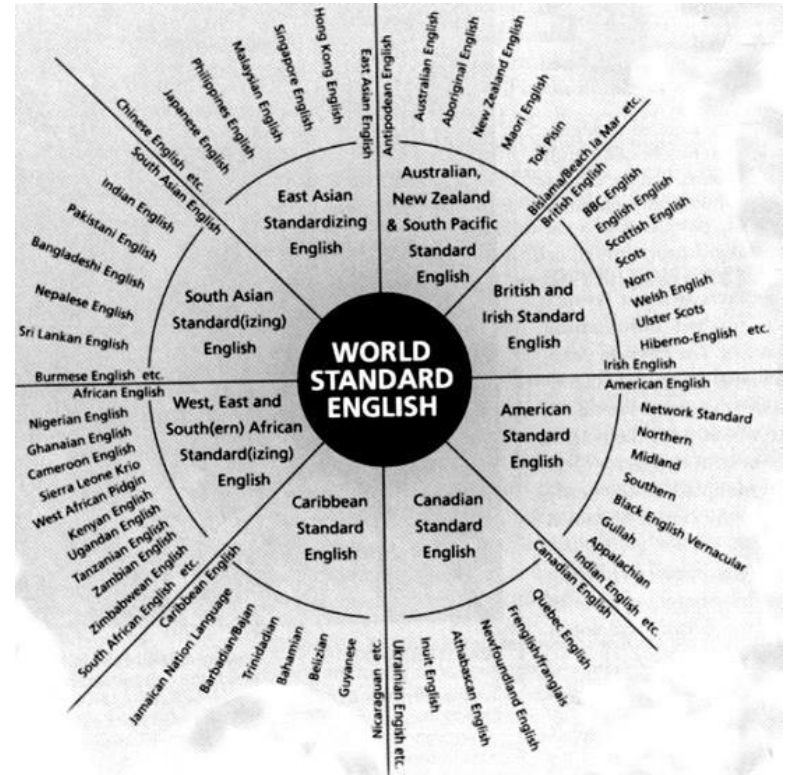 WORLD
STANDARD
ENGLISH
East Asian
Standardizing
English
Chinese English etc.
Japanese English
Philippines English
Malaysian English
Singapore English
Hong Kong English
East Asian English
Australian,
New Zealand
& South Pacific
Standard
English
Antipodean English
Australian English
Aboriginal English
New Zealand English
Maori English
Tok Pisin
Bislama/Beach la Mar etc.
British and
Irish Standard
English
British English
BBC English
English English
Scottish English
Scots
Norn
Welsh English
Ulster Scots
Hiberno-English etc.
Irish English
American
Standard
English
American English
Network Standard
Northern
Midland
Southern
Black English Vernacular
Gullah
Appalachian
Indian English etc.
Canadian
Standard
English
Canadian English
Quebec English
Frenglish/franglais
Newfoundland English
Athabascan English
Inuit English
Ukrainian Engish etc.
Caribbean
Standard
English
Nicaraguan etc.
Guyanese
Belizian
Bahamian
Trinidadian
Barbadian/Bajan
Jamaican Nation Language
Caribbean English
West, East and
South(ern) African
Standard(izing)
English
African English
Nigerian English
Ghanaian English
Cameroon English
Sierra Leone Krio
West African Pidgin
Kenyan English
Ugandan English
Tanzanian English
Zambian English
Zimbabwean English
South African English etc.
South Asian
Standard(izing)
English
South Asian English
Indian English
Pakistani English
Bangladeshi English
Nepalese English
Sri Lankan English
Burmese English etc.